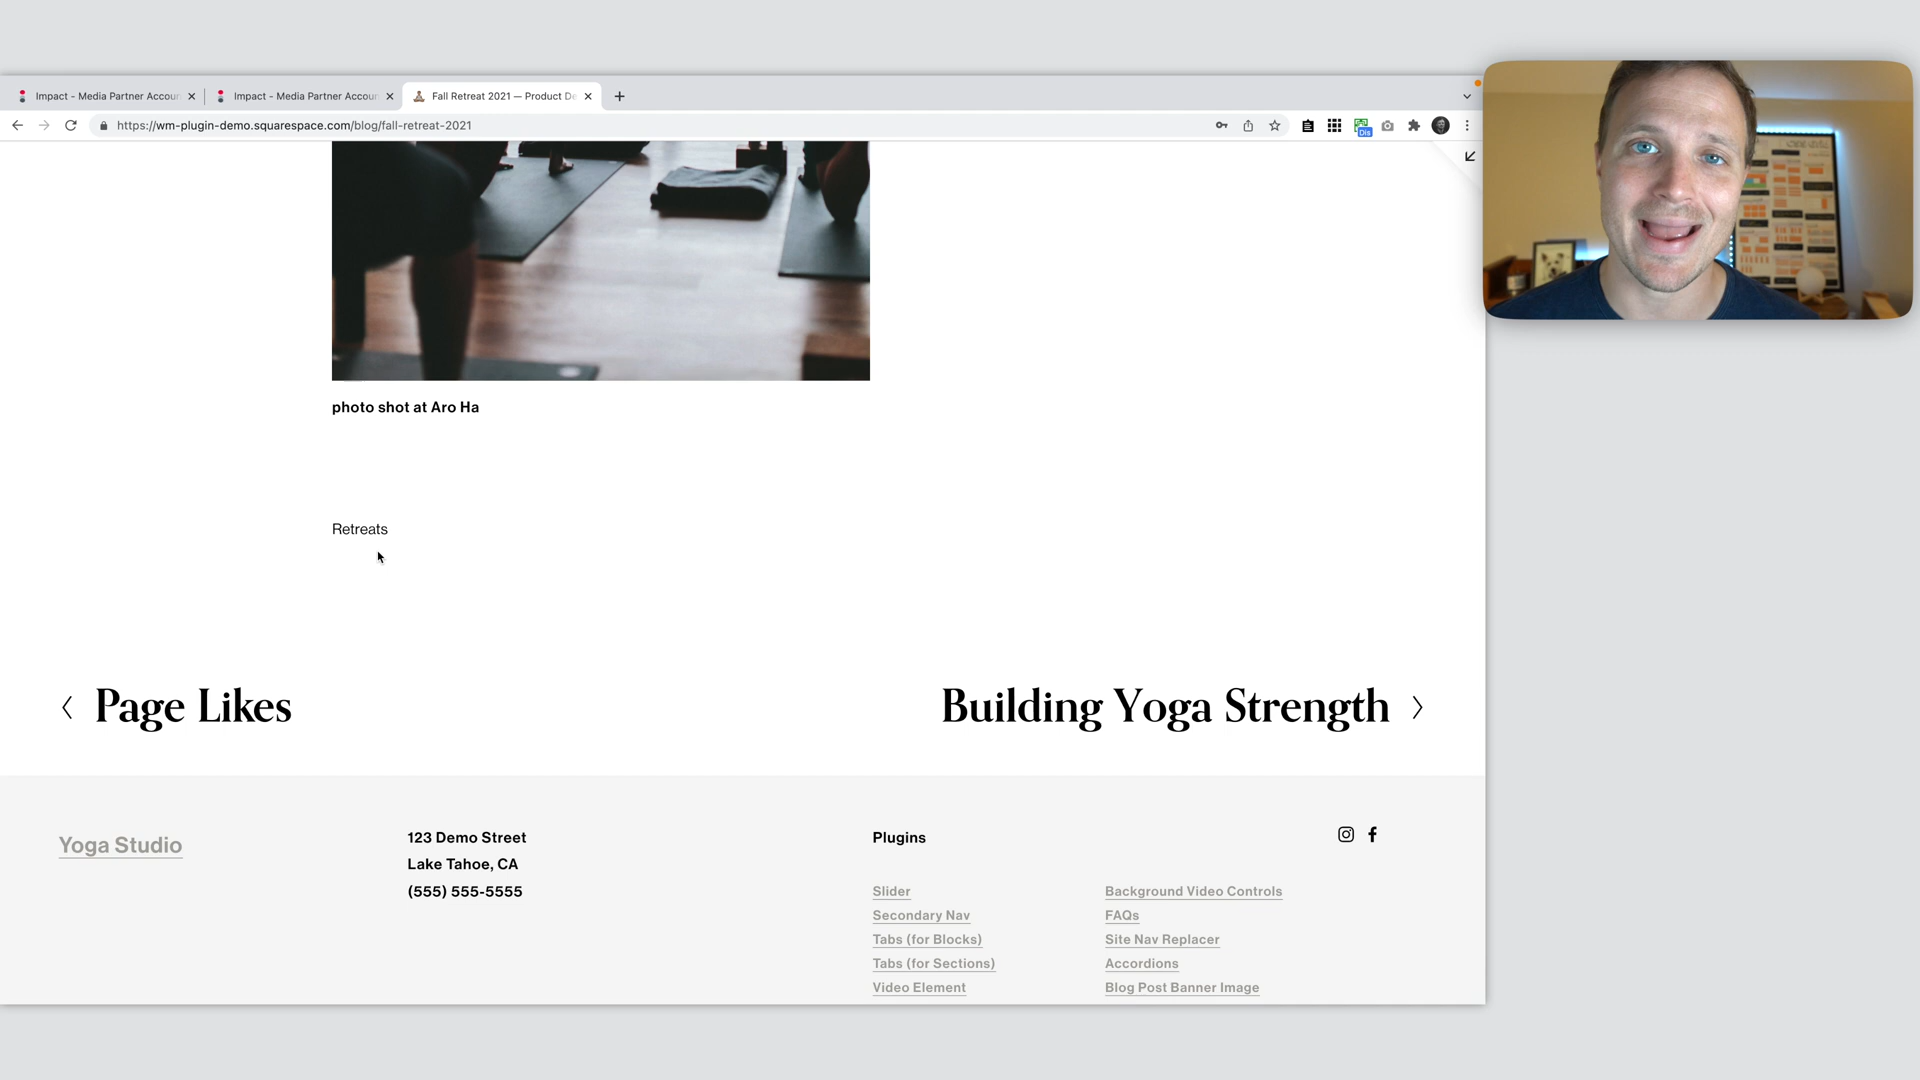 Impact - Media Partner Accoun
Impact - Media Partner Accoun
Fall Retreat 2021 — Product De
https://wm-plugin-demo.squarespace.com/blog/fall-retreat-2021
Dis
photo shot at Aro Ha
Retreats
Page Likes
Building Yoga Strength
Yoga Studio
123 Demo Street
Lake Tahoe, CA
(555) 555-5555
Plugins
Slider
Secondary Nav
Tabs (for Blocks)
Tabs (for Sections)
Video Element
Background Video Controls
FAQs
Site Nav Replacer
Accordions
Blog Post Banner Image